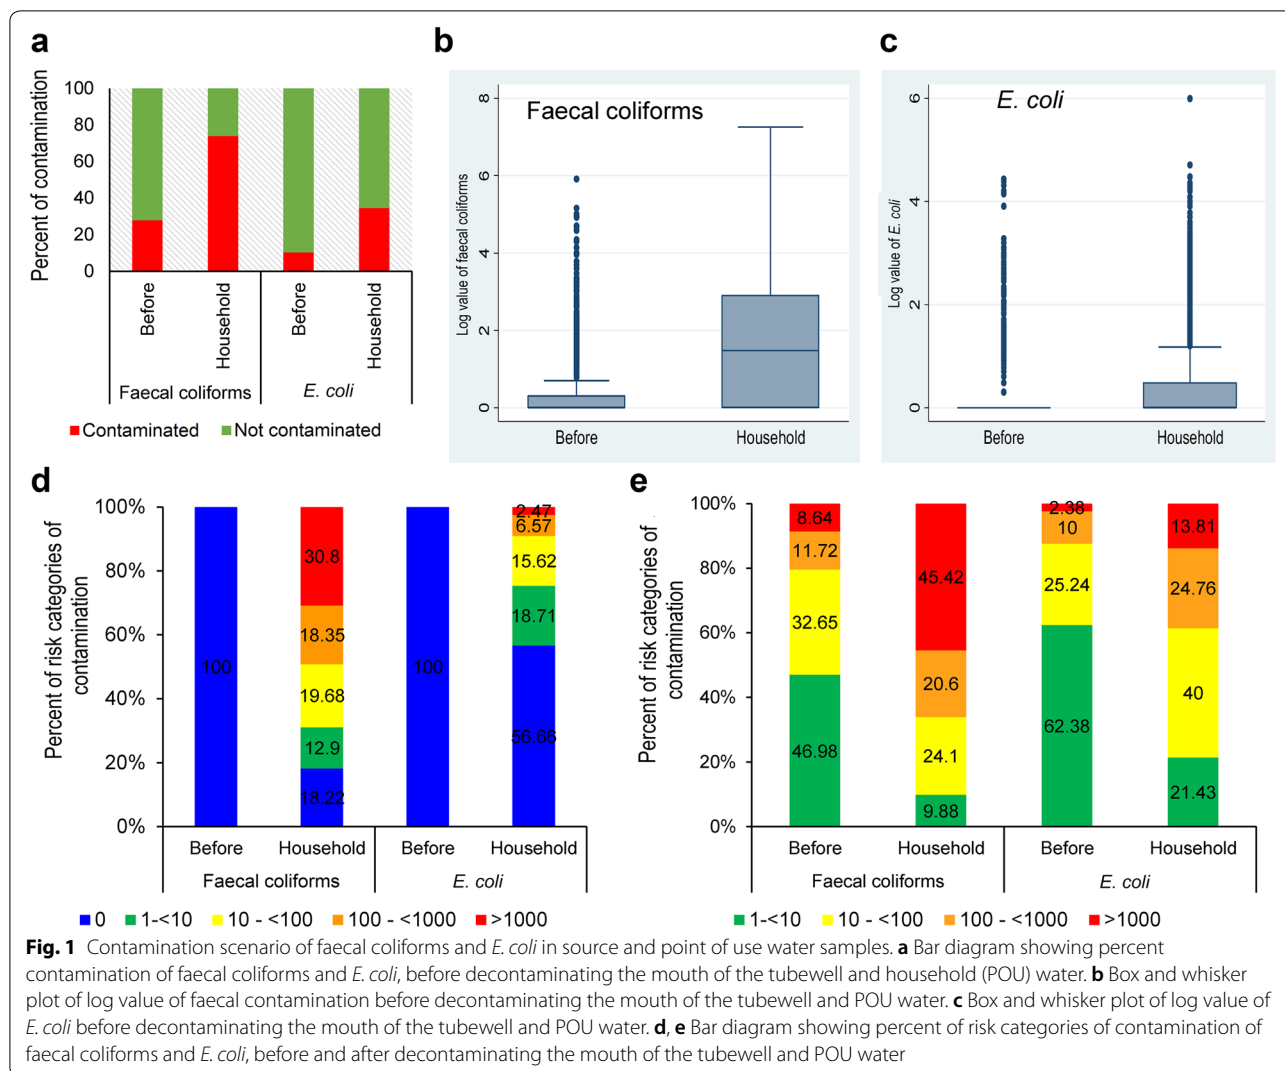 a
Percent of contamination
100
80
60
40
20
0
Before
Household
Before
Household
Faecal coliforms
E. coli
Contaminated
Not contaminated
b
Faecal coliforms
Log value of faecal coliforms
8
6
4
2
0
Before
Household
c
E. coli
Log value of E. coli
6
4
2
0
Before
Household
d
Percent of risk categories of
contamination
100%
80%
60%
40%
20%
0%
100
30.8
18.35
19.68
12.9
18.22
100
2.47
6.57
15.62
18.71
56.66
Before
Household
Before
Household
Faecal coliforms
E. coli
0
1-<10
10 - <100
100 - <1000
>1000
e
Percent of risk categories of
contamination
100%
80%
60%
40%
20%
0%
8.64
11.72
32.65
46.98
45.42
20.6
24.1
9.88
2.38
10
25.24
62.38
13.81
24.76
40
21.43
Before
Household
Before
Household
Faecal coliforms
E. coli
1-<10
10 - <100
100 - <1000
>1000
Fig. 1 Contamination scenario of faecal coliforms and E. coli in source and point of use water samples. a Bar diagram showing percent
contamination of faecal coliforms and E. coli, before decontaminating the mouth of the tubewell and household (POU) water. b Box and whisker
plot of log value of faecal contamination before decontaminating the mouth of the tubewell and POU water. c Box and whisker plot of log value of
E. coli before decontaminating the mouth of the tubewell and POU water. d, e Bar diagram showing percent of risk categories of contamination of
faecal coliforms and E. coli, before and after decontaminating the mouth of the tubewell and POU water